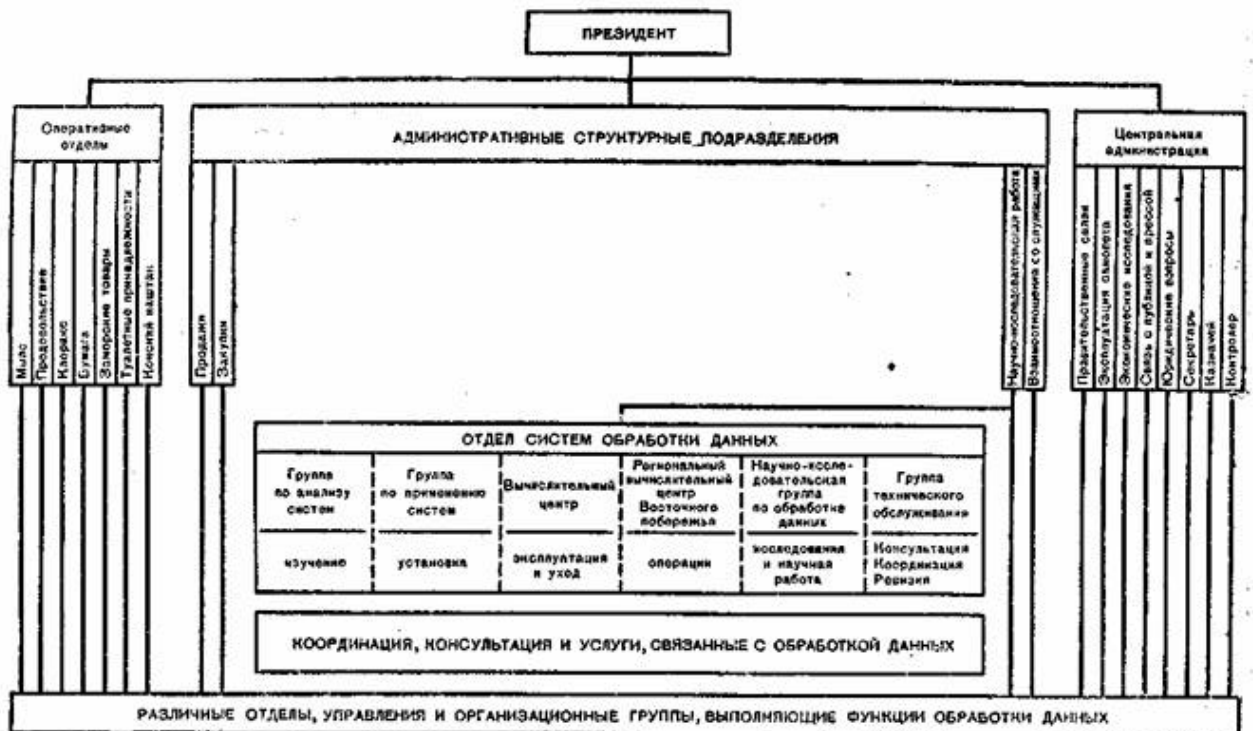 ПРЕЗИДЕНТ
Оперативные
отделы
АДМИНИСТРАТИВНЫЕ СТРУКТУРНЫЕ ПОДРАЗДЕЛЕНИЯ
Центральная
администрация
Мыло
Продовольствие
Клоракс
Бумага
Заморские товары
Туалетные принадлежности
Конский каштан
Продажи
Закупки
Научно-исследовательская работа
Взаимоотношение со служащими
Правительственные связи
Эксплуатация самолета
Экономические исследования
Связь с публикой и прессой
Юридические вопросы
Секретарь
Казначей
Контролер
ОТДЕЛ СИСТЕМ ОБРАБОТКИ ДАННЫХ
Группа
по анализу
систем
изучение
Группа
по применению
систем
установка
Вычислительный
центр
эксплуптация
и уход
Региональный
вычислительный
центр
Восточного
побережья
операции
Научно-иссле-
довательская
группа
по обработке
данных
исследования
и научная
работа
Группа
технического
обслуживания
Консультация
Координация
Ревизия
КООРДИНАЦИЯ, КОНСУЛЬТАЦИЯ И УСЛУГИ, СВЯЗАННЫЕ С ОБРАБОТКОЙ ДАННЫХ
РАЗЛИЧНЫЕ ОТДЕЛЫ, УПРАВЛЕНИЯ И ОРГАНИЗАЦИОННЫЕ ГРУППЫ, ВЫПОЛНЯЮЩИЕ ФУНКЦИИ ОБРАБОТКИ ДАННЫХ